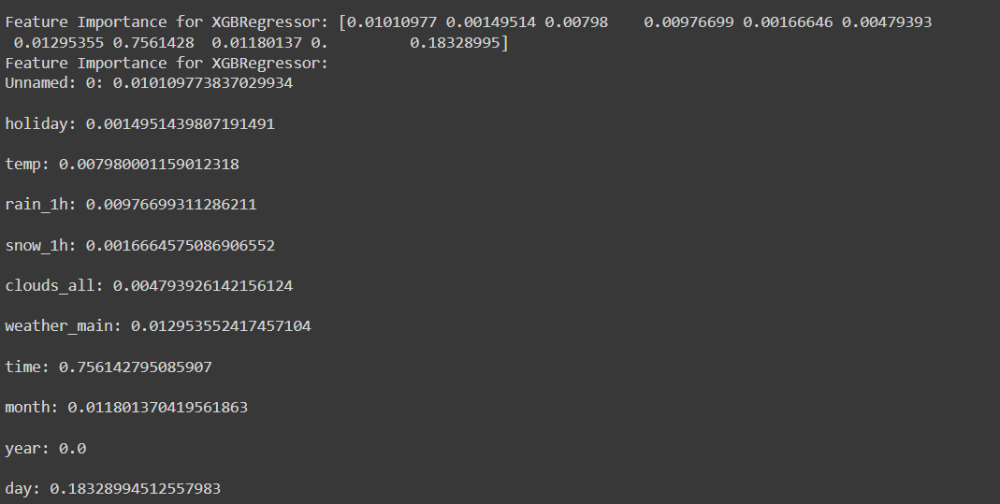 Feature Importance for XGBRegressor: [0.01010977 0.00149514 0.00798    0.00976699 0.00166646 0.00479393
 0.01295355 0.7561428  0.01180137 0.         0.18328995]
Feature Importance for XGBRegressor:
Unnamed: 0: 0.010109773837029934
holiday: 0.0014951439807191491
temp: 0.007980001159012318
rain_1h: 0.00976699311286211
snow_1h: 0.0016664575086906552
clouds_all: 0.004793926142156124
weather_main: 0.012953552417457104
time: 0.756142795085907
month: 0.011801370419561863
year: 0.0
day: 0.18328994512557983